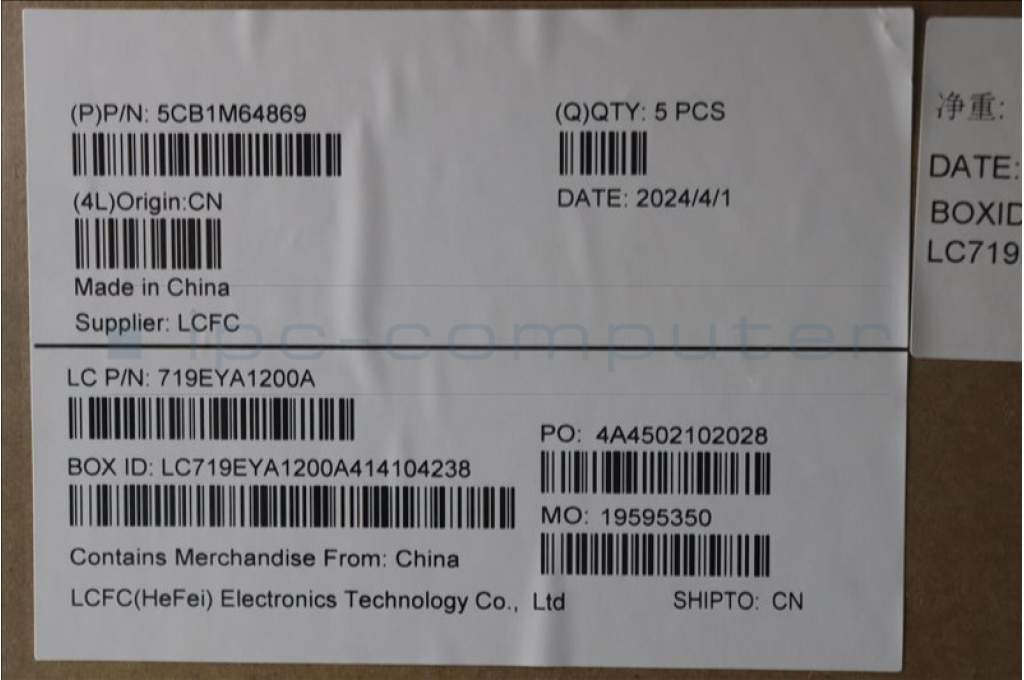 (P)P/N: 5CB1M64869
(Q)QTY: 5 PCS
(4L)Origin:CN
DATE: 2024/4/1
Made in China
Supplier: LCFC
ipc-computer
LC P/N: 719EYA1200A
PO: 4A4502102028
BOX ID: LC719EYA1200A414104238
MO: 19595350
Contains Merchandise From: China
LCFC(HeFei) Electronics Technology Co., Ltd
SHIPTO: CN
净重:
DATE:
BOXID
LC719